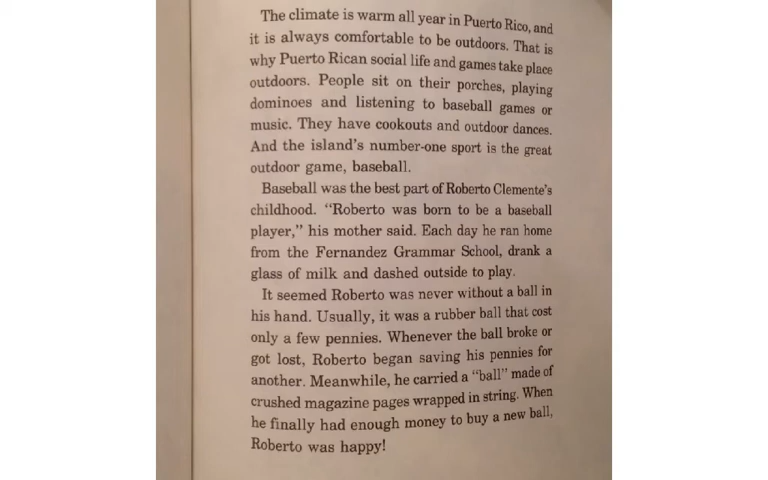 The climate is warm all year in Puerto Rico, and
it is always comfortable to be outdoors. That is
why Puerto Rican social life and games take place
outdoors. People sit on their porches, playing
dominoes and listening to baseball games or
music. They have cookouts and outdoor dances.
And the island's number-one sport is the great
outdoor game, baseball.
Baseball was the best part of Roberto Clemente's
childhood. "Roberto was born to be a baseball
player," his mother said. Each day he ran home
from the Fernandez Grammar School, drank a
glass of milk and dashed outside to play.
It seemed Roberto was never without a ball in
his hand. Usually, it was a rubber ball that cost
only a few pennies. Whenever the ball broke or
got lost, Roberto began saving his pennies for
another. Meanwhile, he carried a "ball" made of
crushed magazine pages wrapped in string. When
he finally had enough money to buy a new ball,
Roberto was happy!